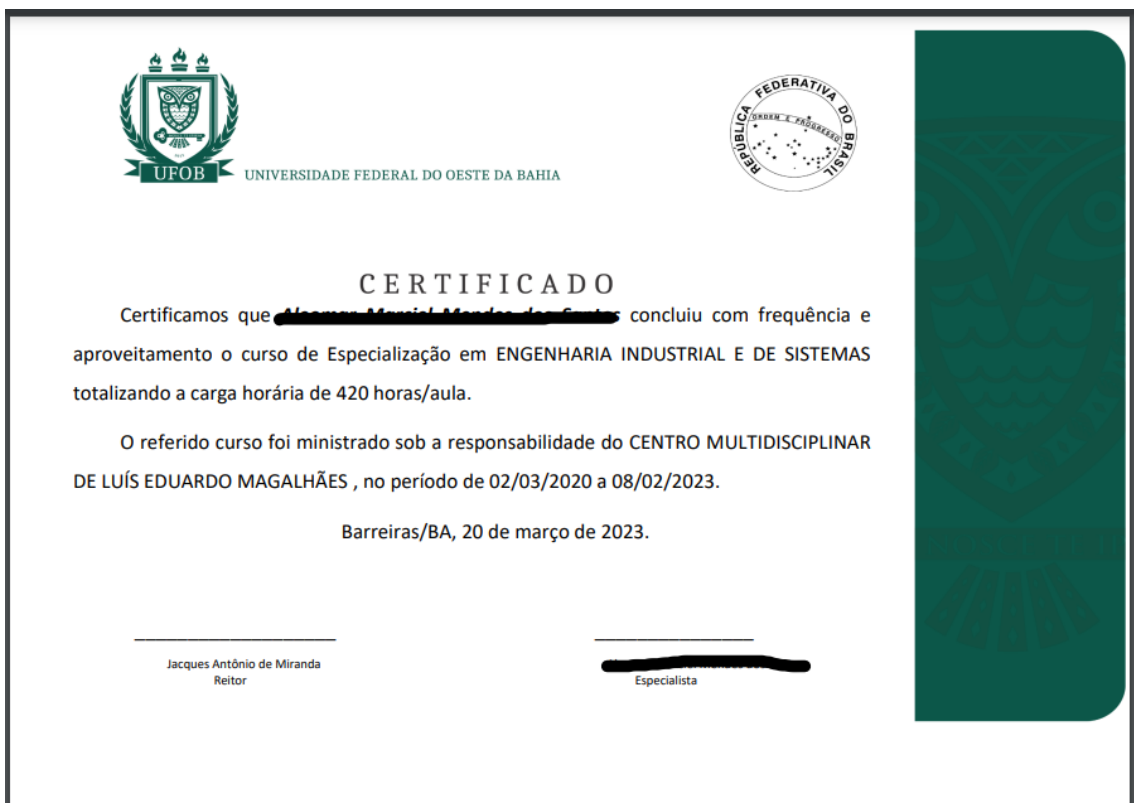 UFOB
UNIVERSIDADE FEDERAL DO OESTE DA BAHIA
REPÚBLICA FEDERATIVA DO BRASIL
ORDEM E PROGRESSO
CERTIFICADO
Certificamos que concluiu com frequência e
aproveitamento o curso de Especialização em ENGENHARIA INDUSTRIAL E DE SISTEMAS
totalizando a carga horária de 420 horas/aula.
O referido curso foi ministrado sob a responsabilidade do CENTRO MULTIDISCIPLINAR
DE LUÍS EDUARDO MAGALHÃES , no período de 02/03/2020 a 08/02/2023.
Barreiras/BA, 20 de março de 2023.
Jacques Antônio de Miranda
Reitor
Especialista